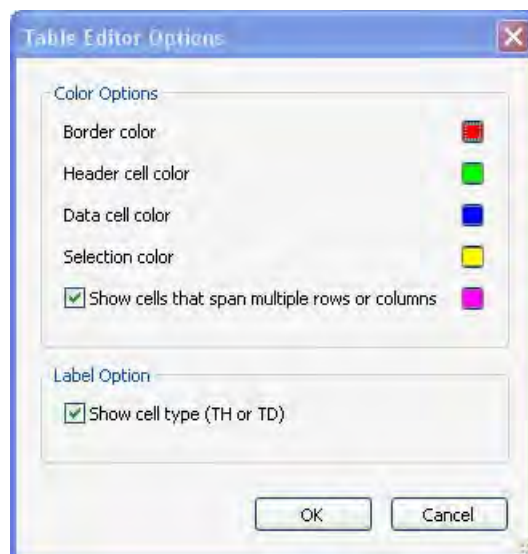 Table Editor Options
Color Options
Border color
Header cell color
Data cell color
Selection color
Show cells that span multiple rows or columns
Label Option
Show cell type (TH or TD)
OK
Cancel